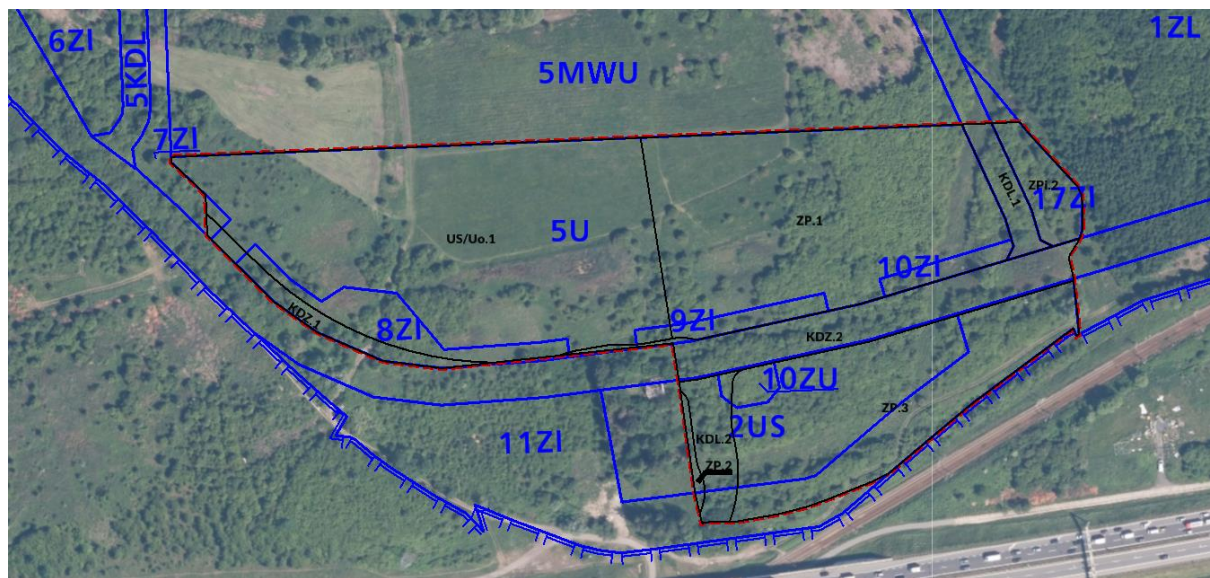 6ZI
5KDL
5MWU
1ZL
7ZI
KDL.1
ZPi.2
17ZI
US/Uo.1
5U
ZP.1
10ZI
KDZ.1
8ZI
9ZI
KDZ.2
10ZU
ZP.3
2US
KDL.2
11ZI
ZP.2